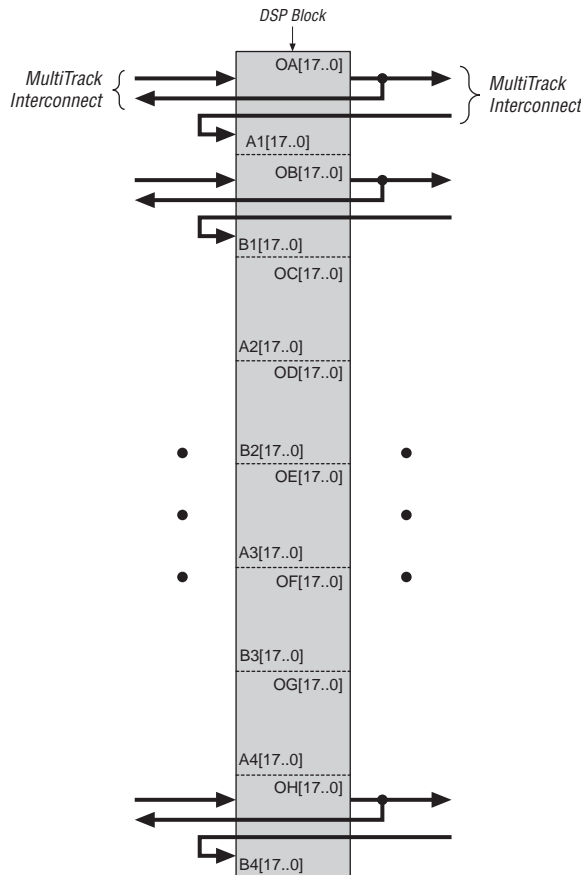 DSP Block
OA[17..0]
MultiTrack
Interconnect
MultiTrack
Interconnect
A1[17..0]
OB[17..0]
B1[17..0]
OC[17..0]
A2[17..0]
OD[17..0]
B2[17..0]
OE[17..0]
A3[17..0]
OF[17..0]
B3[17..0]
OG[17..0]
A4[17..0]
OH[17..0]
B4[17..0]